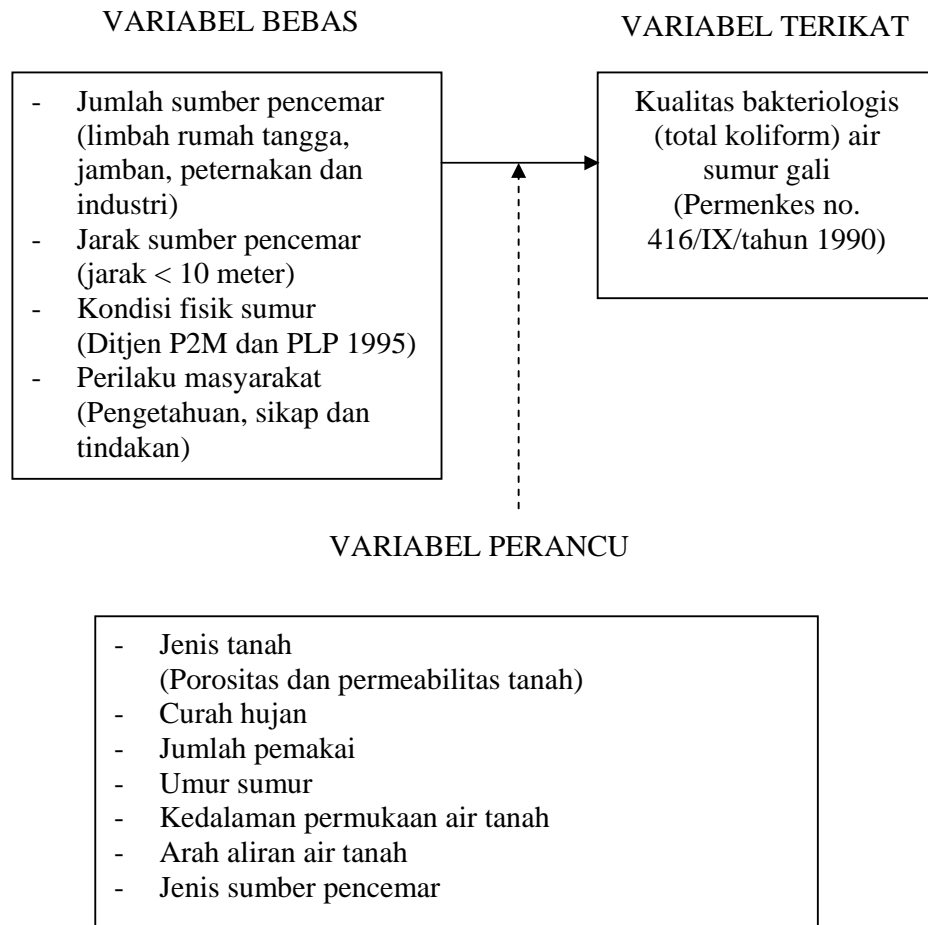 VARIABEL BEBAS
- Jumlah sumber pencemar
(limbah rumah tangga,
jamban, peternakan dan
industri)
- Jarak sumber pencemar
(jarak < 10 meter)
- Kondisi fisik sumur
(Ditjen P2M dan PLP 1995)
- Perilaku masyarakat
(Pengetahuan, sikap dan
tindakan)
VARIABEL TERIKAT
Kualitas bakteriologis
(total koliform) air
sumur gali
(Permenkes no.
416/IX/tahun 1990)
VARIABEL PERANCU
- Jenis tanah
(Porositas dan permeabilitas tanah)
- Curah hujan
- Jumlah pemakai
- Umur sumur
- Kedalaman permukaan air tanah
- Arah aliran air tanah
- Jenis sumber pencemar